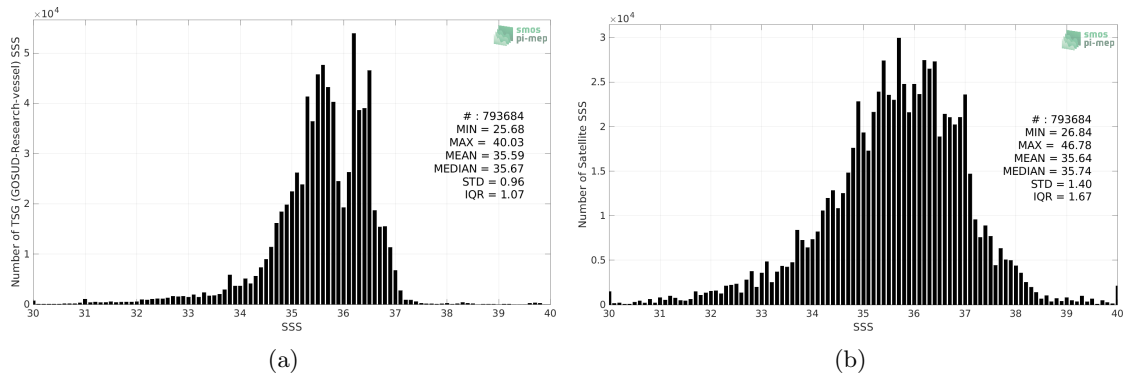 ×10⁴
Number of TSG (GOSUD-Research-vessel) SSS
5
4
3
2
1
0
smos
pi-mep
# : 793684
MIN = 25.68
MAX = 40.03
MEAN = 35.59
MEDIAN = 35.67
STD = 0.96
IQR = 1.07
30 31 32 33 34 35 36 37 38 39 40
SSS
(a)
×10⁴
Number of Satellite SSS
3
2.5
2
1.5
1
0.5
0
smos
pi-mep
# : 793684
MIN = 26.84
MAX = 46.78
MEAN = 35.64
MEDIAN = 35.74
STD = 1.40
IQR = 1.67
30 31 32 33 34 35 36 37 38 39 40
SSS
(b)